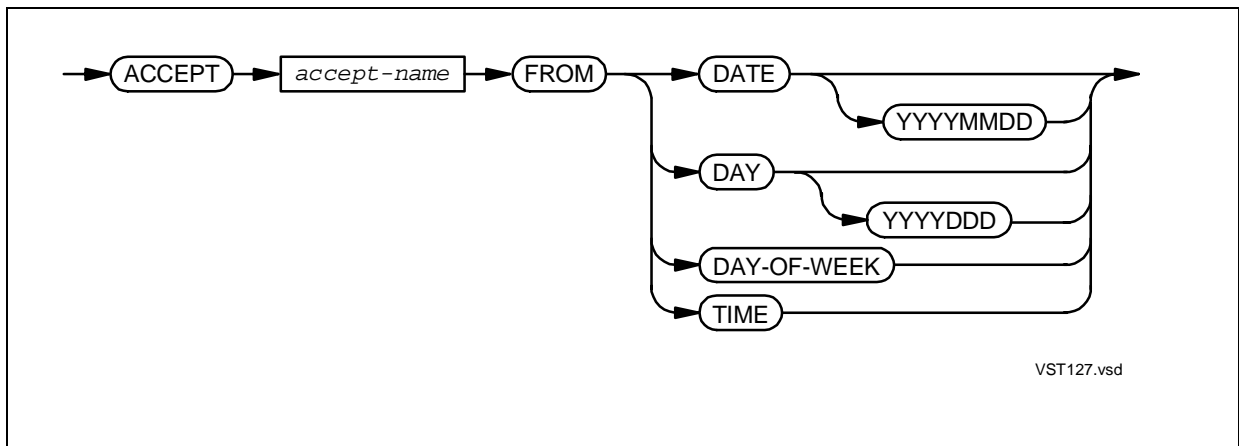 ACCEPT accept-name FROM DATE
YYYYMMDD
DAY
YYYYDDD
DAY-OF-WEEK
TIME
VST127.vsd